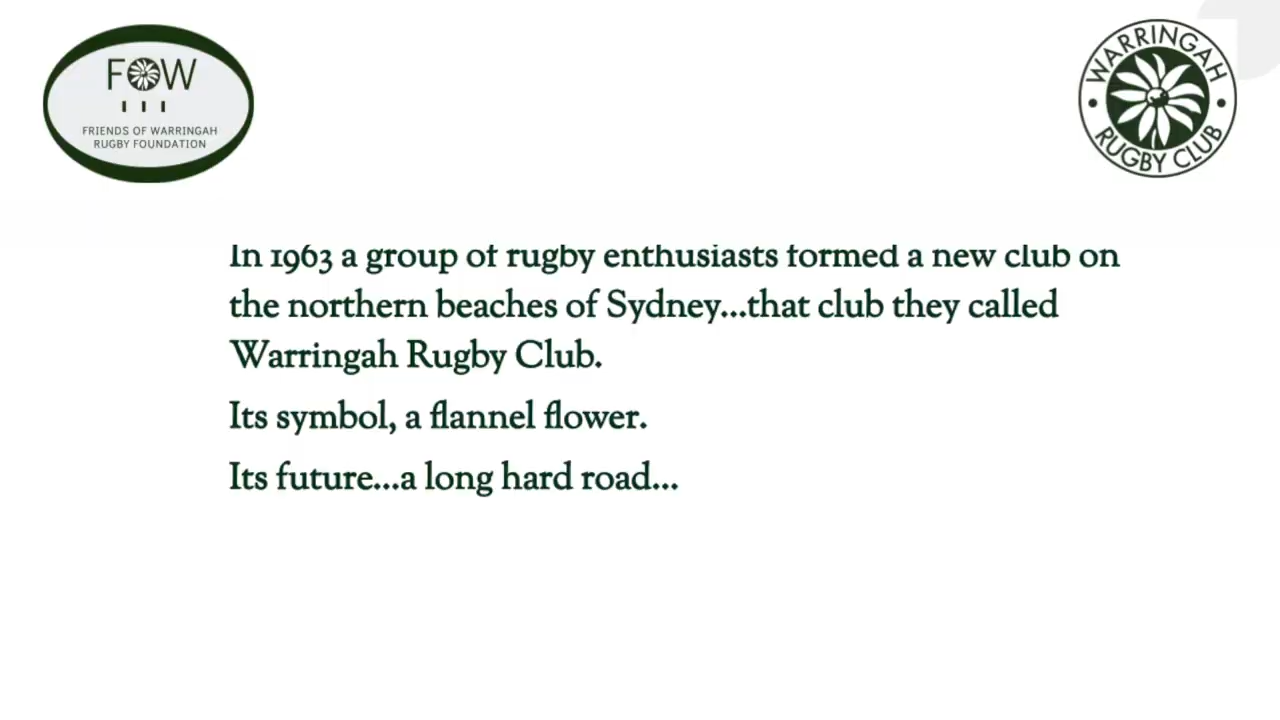 FOW
FRIENDS OF WARRINGAH
RUGBY FOUNDATION
WARRINGAH
RUGBY CLUB
In 1963 a group of rugby enthusiasts formed a new club on
the northern beaches of Sydney...that club they called
Warringah Rugby Club.
Its symbol, a flannel flower.
Its future...a long hard road...